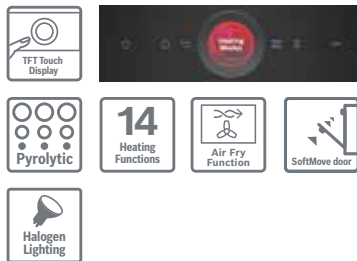 TFT Touch
Display
Heating
Modes
Pyrolytic
14
Heating
Functions
Air Fry
Function
SoftMove door
Halogen
Lighting